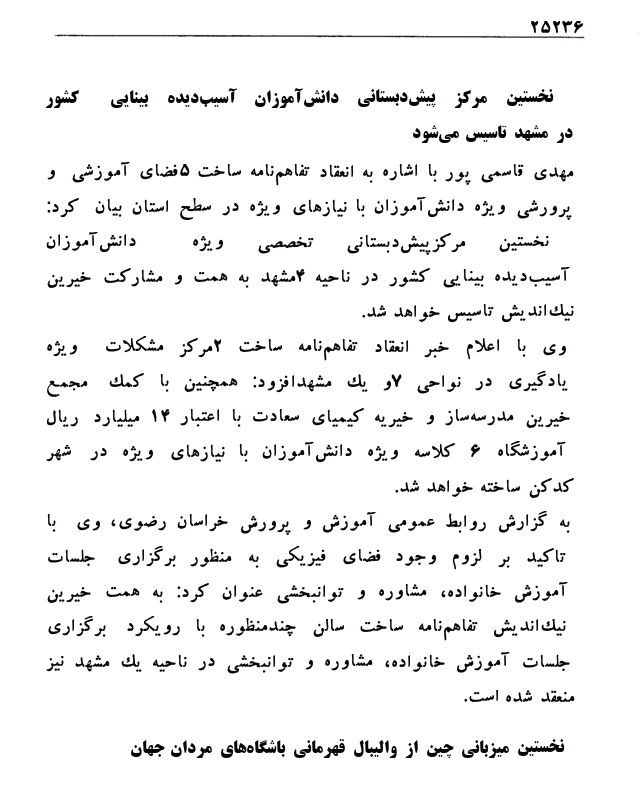 ۲۵۲۳۶
نخستین مرکز پیش‌دبستانی دانش‌آموزان آسیب‌دیده بینایی کشور
در مشهد تاسیس می‌شود
مهدی قاسمی پور با اشاره به انعقاد تفاهم‌نامه ساخت ۵فضای آموزشی و
پرورشی ویژه دانش‌آموزان با نیازهای ویژه در سطح استان بیان کرد:
نخستین مرکزپیش‌دبستانی تخصصی ویژه دانش‌آموزان
آسیب‌دیده بینایی کشور در ناحیه ۴مشهد به همت و مشارکت خیرین
نیك‌اندیش تاسیس خواهد شد.
وی با اعلام خبر انعقاد تفاهم‌نامه ساخت ۲مرکز مشکلات ویژه
یادگیری در نواحی ۷و یك مشهدافزود: همچنین با کمك مجمع
خیرین مدرسه‌ساز و خیریه کیمیای سعادت با اعتبار ۱۴ میلیارد ریال
آموزشگاه ۶ کلاسه ویژه دانش‌آموزان با نیازهای ویژه در شهر
کدکن ساخته خواهد شد.
به گزارش روابط عمومی آموزش و پرورش خراسان رضوی، وی با
تاکید بر لزوم وجود فضای فیزیکی به منظور برگزاری جلسات
آموزش خانواده، مشاوره و توانبخشی عنوان کرد: به همت خیرین
نیك‌اندیش تفاهم‌نامه ساخت سالن چندمنظوره با رویکرد برگزاری
جلسات آموزش خانواده، مشاوره و توانبخشی در ناحیه یك مشهد نیز
منعقد شده است.
نخستین میزبانی چین از والیبال قهرمانی باشگاه‌های مردان جهان